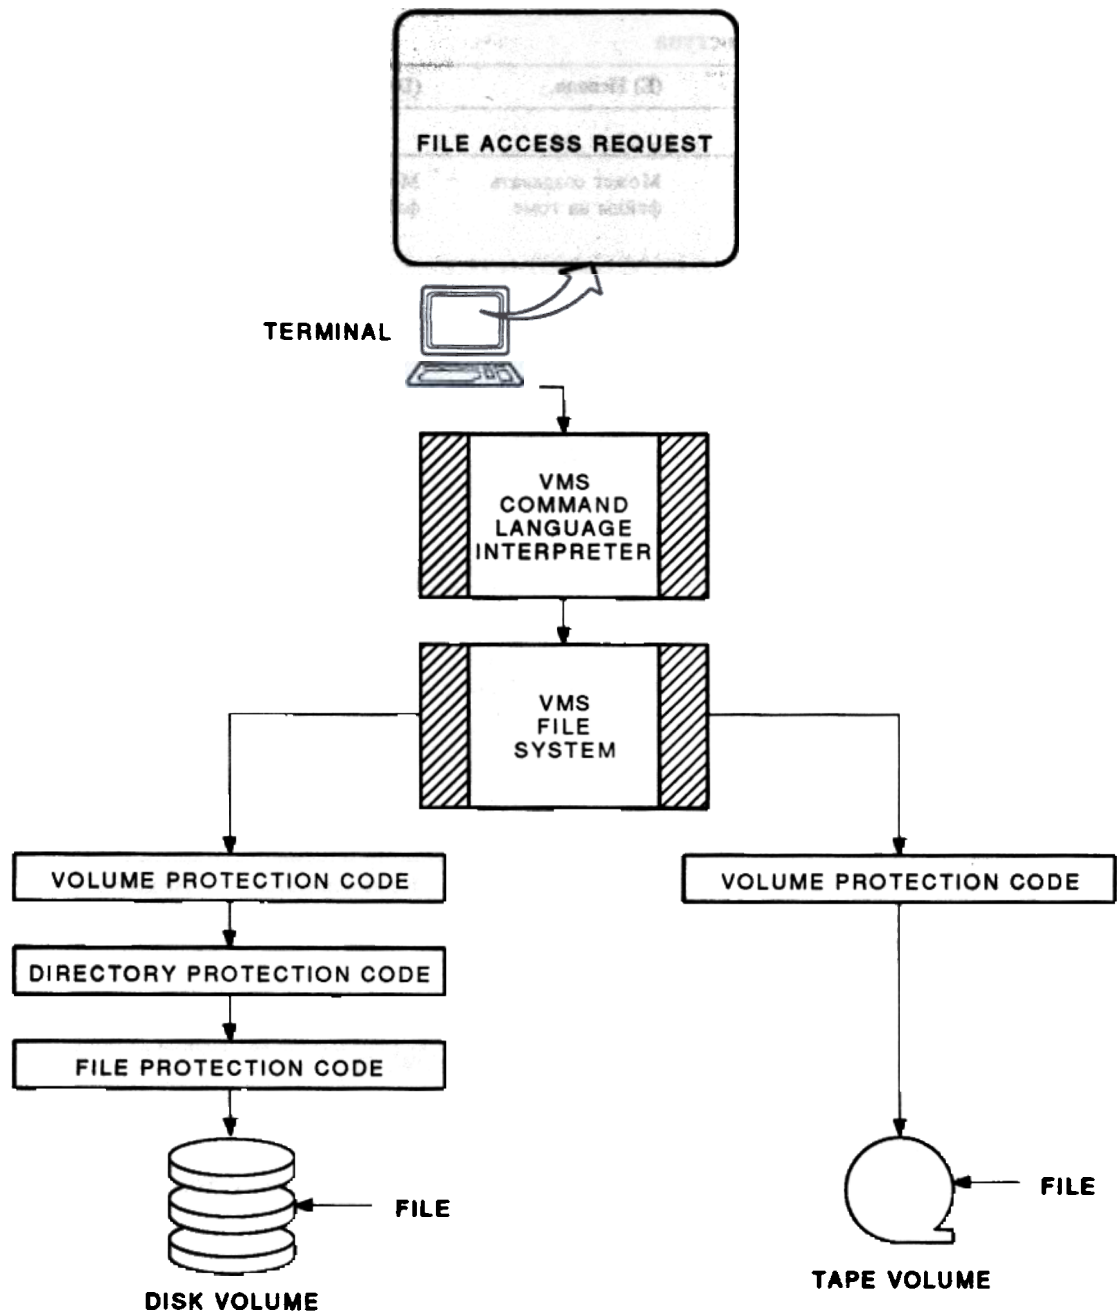 FILE ACCESS REQUEST
TERMINAL
VMS
COMMAND
LANGUAGE
INTERPRETER
VMS
FILE
SYSTEM
VOLUME PROTECTION CODE
VOLUME PROTECTION CODE
DIRECTORY PROTECTION CODE
FILE PROTECTION CODE
FILE
FILE
DISK VOLUME
TAPE VOLUME